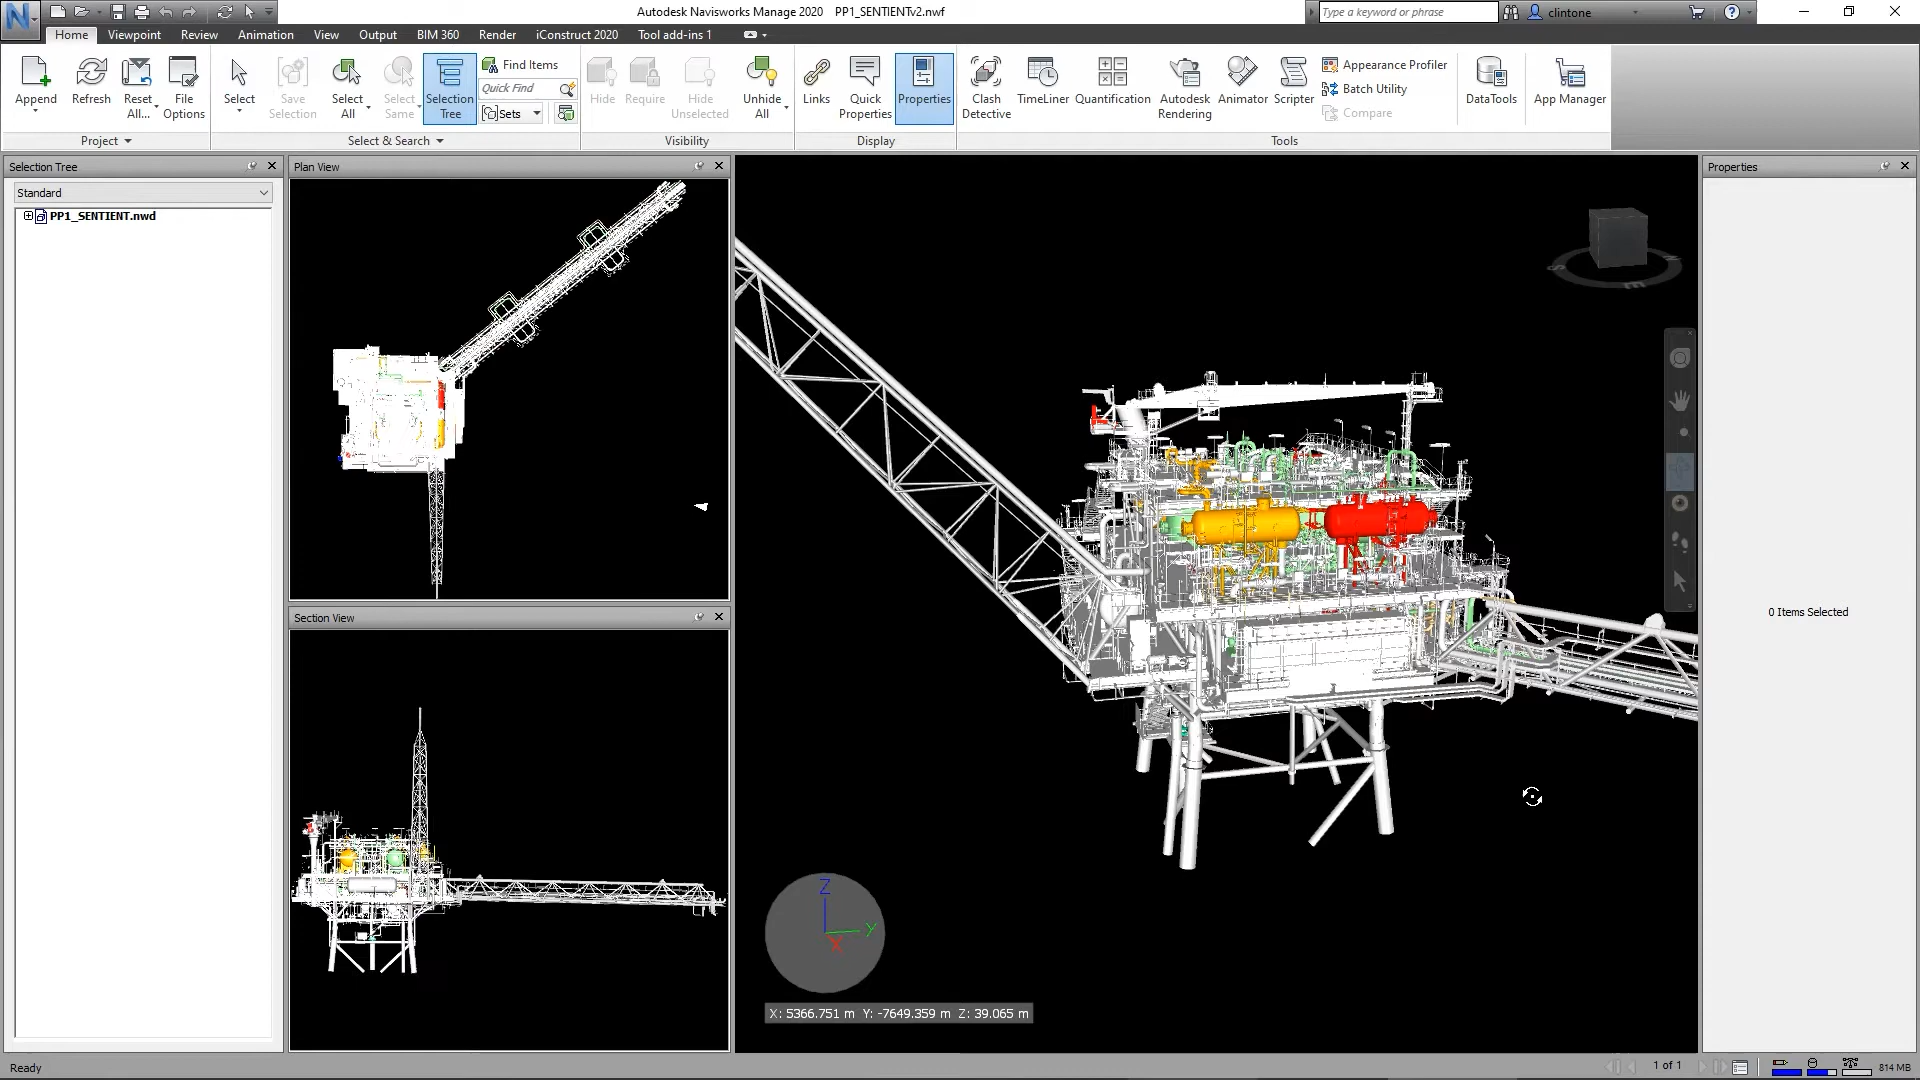 Autodesk Navisworks Manage 2020 PP1_SENTIENTv2.nwf
Type a keyword or phrase
clintone
Home Viewpoint Review Animation View Output BIM 360 Render iConstruct 2020 Tool add-ins 1
Append
Refresh
Reset All...
File Options
Project
Select
Save Selection
Select All
Select Same
Selection Tree
Find Items
Quick Find
Sets
Select & Search
Hide
Require
Hide Unselected
Unhide All
Visibility
Links
Quick Properties
Properties
Display
Clash Detective
TimeLiner
Quantification
Autodesk Rendering
Animator
Scripter
Appearance Profiler
Batch Utility
Compare
DataTools
App Manager
Tools
Selection Tree
Standard
PP1_SENTIENT.nwd
Plan View
Section View
Properties
0 Items Selected
Z
Y
X
X: 5366.751 m Y: -7649.359 m Z: 39.065 m
Ready
1 of 1
814 MB